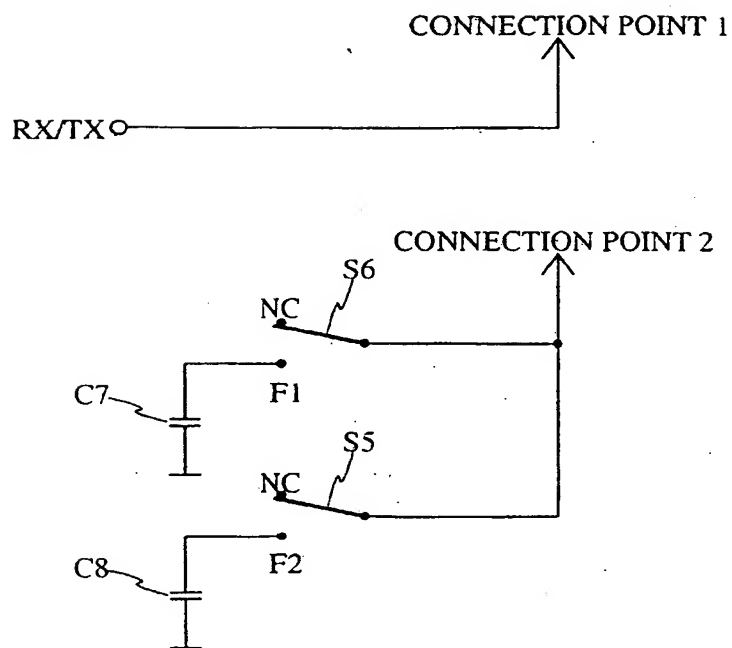 CONNECTION POINT 1
RX/TX
CONNECTION POINT 2
S6
NC
C7
F1
S5
NC
C8
F2